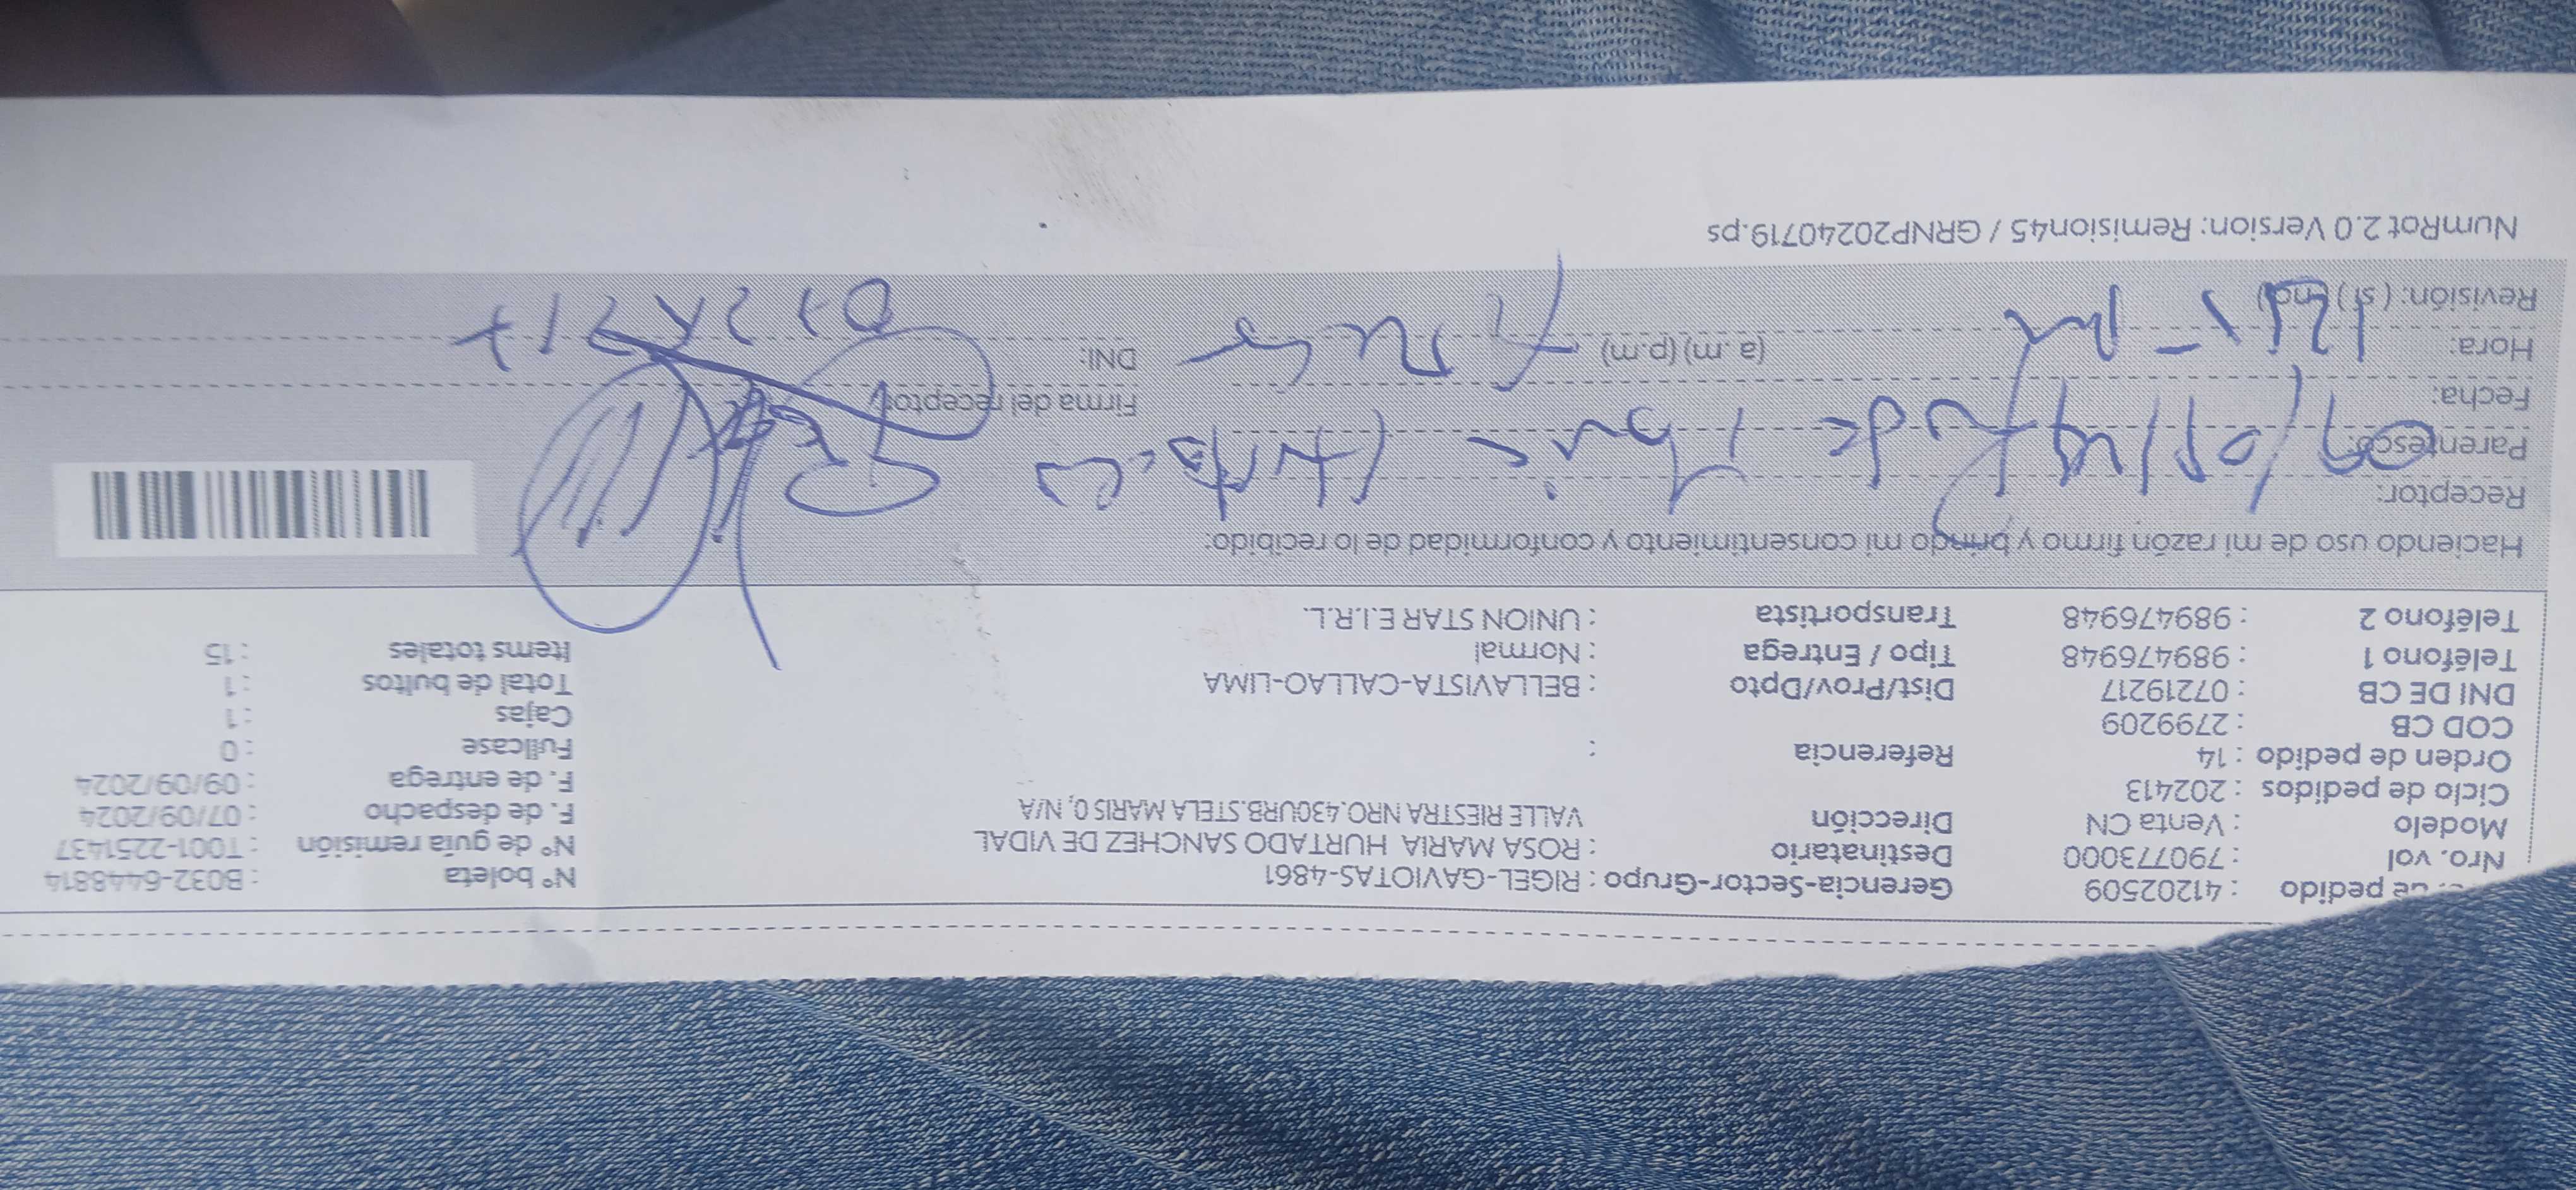 de pedido : 41202509 Gerencia-Sector-Grupo : RIGEL-GAVIOTAS-4861 N° boleta : B032-6448814
Nro. vol : 790773000 Destinatario : ROSA MARIA HURTADO SANCHEZ DE VIDAL N° de guía remisión : T001-2251437
Modelo : Venta CN Dirección VALLE RIESTRA NRO.430URB.STELA MARIS 0, N/A F. de despacho : 07/09/2024
Ciclo de pedidos : 202413 F. de entrega : 09/09/2024
Orden de pedido : 14 Referencia : Fullcase : 0
COD CB : 2799209 Cajas : 1
DNI DE CB : 07219217 Dist/Prov/Dpto : BELLAVISTA-CALLAO-LIMA Total de bultos : 1
Teléfono 1 : 989476948 Tipo / Entrega : Normal Items totales : 15
Teléfono 2 : 989476948 Transportista : UNION STAR E.I.R.L.
Haciendo uso de mi razón firmo y brindo mi consentimiento y conformidad de lo recibido:
Receptor:
Parentesco:
Fecha: Firma del receptor:
Hora: (a.m) (p.m) DNI:
Revisión: ( si ) ( no )
NumRot 2.0 Version: Remision45 / GRNP20240719.ps